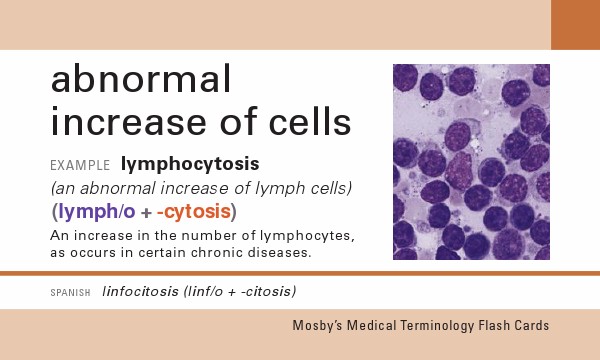 abnormal
increase of cells
EXAMPLE lymphocytosis
(an abnormal increase of lymph cells)
(lymph/o + -cytosis)
An increase in the number of lymphocytes,
as occurs in certain chronic diseases.
SPANISH linfocitosis (linf/o + -citosis)
Mosby's Medical Terminology Flash Cards